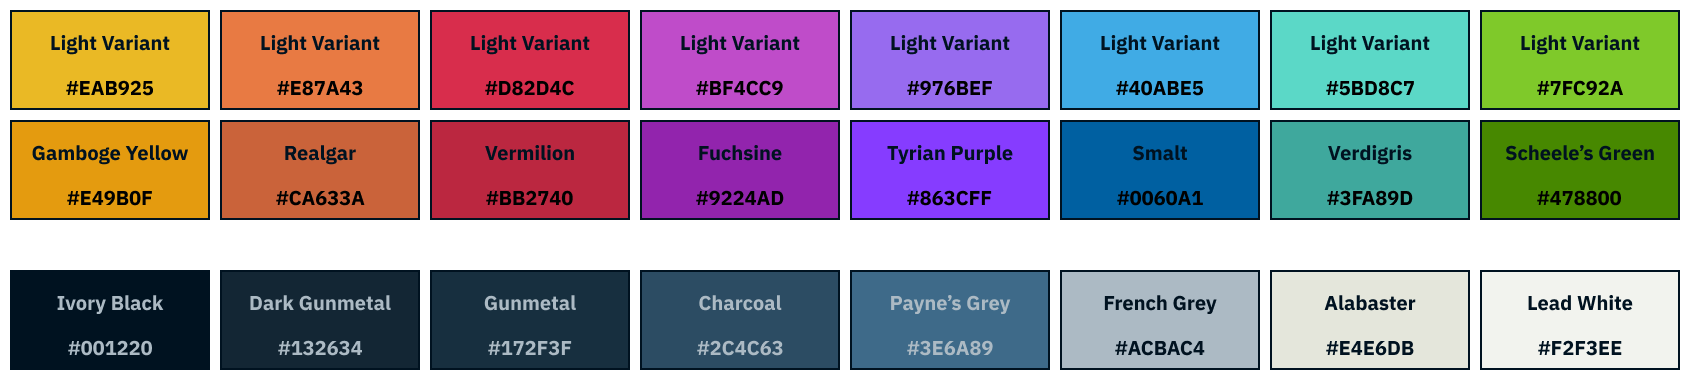 Light Variant
#EAB925
Light Variant
#E87A43
Light Variant
#D82D4C
Light Variant
#BF4CC9
Light Variant
#976BEF
Light Variant
#40ABE5
Light Variant
#5BD8C7
Light Variant
#7FC92A
Gamboge Yellow
#E49B0F
Realgar
#CA633A
Vermilion
#BB2740
Fuchsine
#9224AD
Tyrian Purple
#863CFF
Smalt
#0060A1
Verdigris
#3FA89D
Scheele’s Green
#478800
Ivory Black
#001220
Dark Gunmetal
#132634
Gunmetal
#172F3F
Charcoal
#2C4C63
Payne’s Grey
#3E6A89
French Grey
#ACBAC4
Alabaster
#E4E6DB
Lead White
#F2F3EE